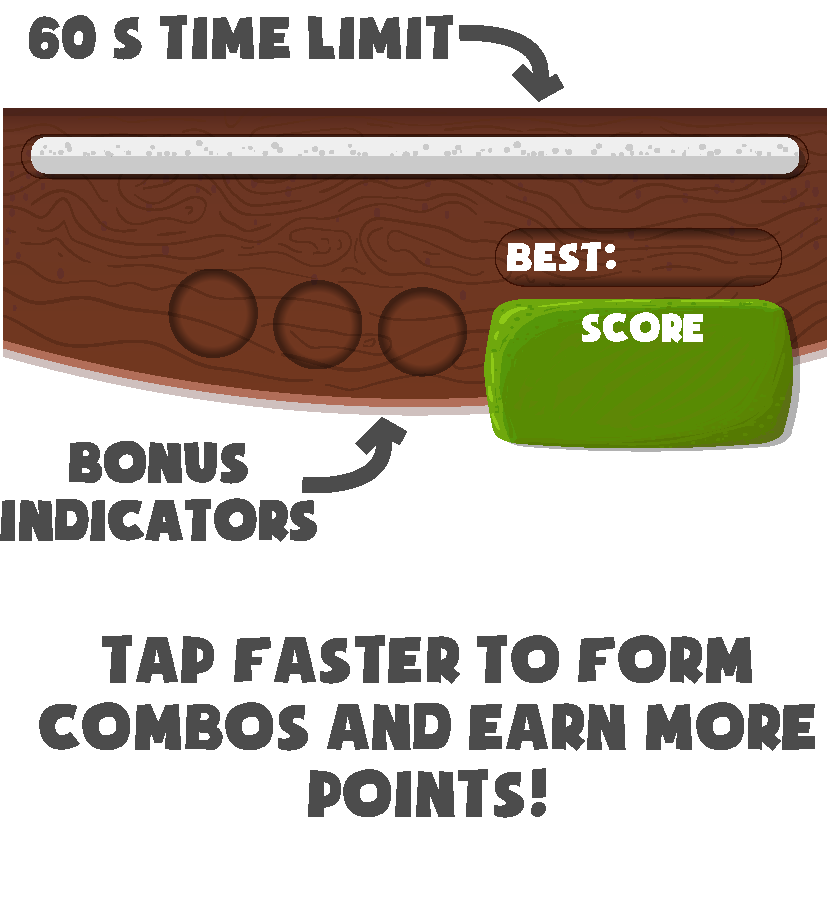 60 S TIME LIMIT
BEST:
SCORE
BONUS
INDICATORS
TAP FASTER TO FORM
COMBOS AND EARN MORE
POINTS!